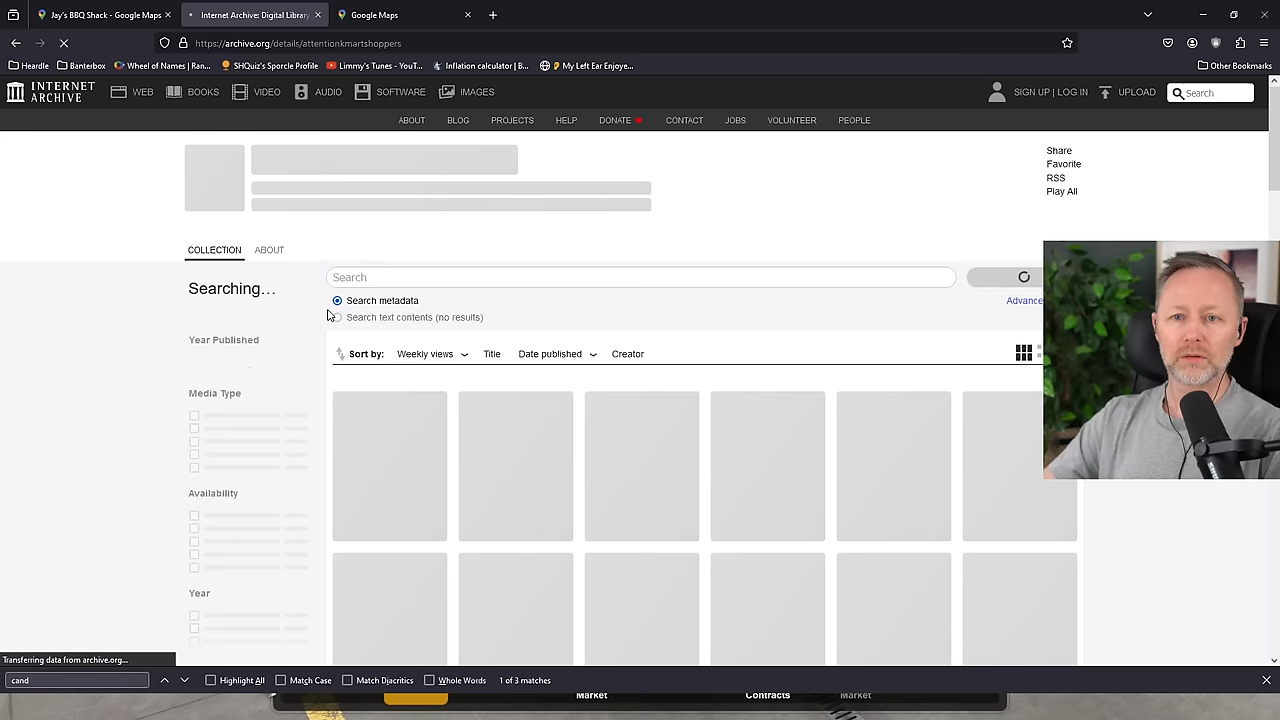 Jay's BBQ Shack - Google Maps
Internet Archive: Digital Library
Google Maps
https://archive.org/details/attentionkmartshoppers
Heardle
Banterbox
Wheel of Names | Ran...
SHQuiz's Sporcle Profile
Limmy's Tunes - YouT...
Inflation calculator | B...
My Left Ear Enjoye...
Other Bookmarks
INTERNET ARCHIVE
WEB
BOOKS
VIDEO
AUDIO
SOFTWARE
IMAGES
SIGN UP | LOG IN
UPLOAD
Search
ABOUT
BLOG
PROJECTS
HELP
DONATE
CONTACT
JOBS
VOLUNTEER
PEOPLE
Share
Favorite
RSS
Play All
COLLECTION
ABOUT
Searching...
Search
Search metadata
Advance
Search text contents (no results)
Year Published
...
Sort by:
Weekly views
Title
Date published
Creator
Media Type
Availability
Year
Transferring data from archive.org...
cand
Highlight All
Match Case
Match Diacritics
Whole Words
1 of 3 matches
Market
Contracts
Market